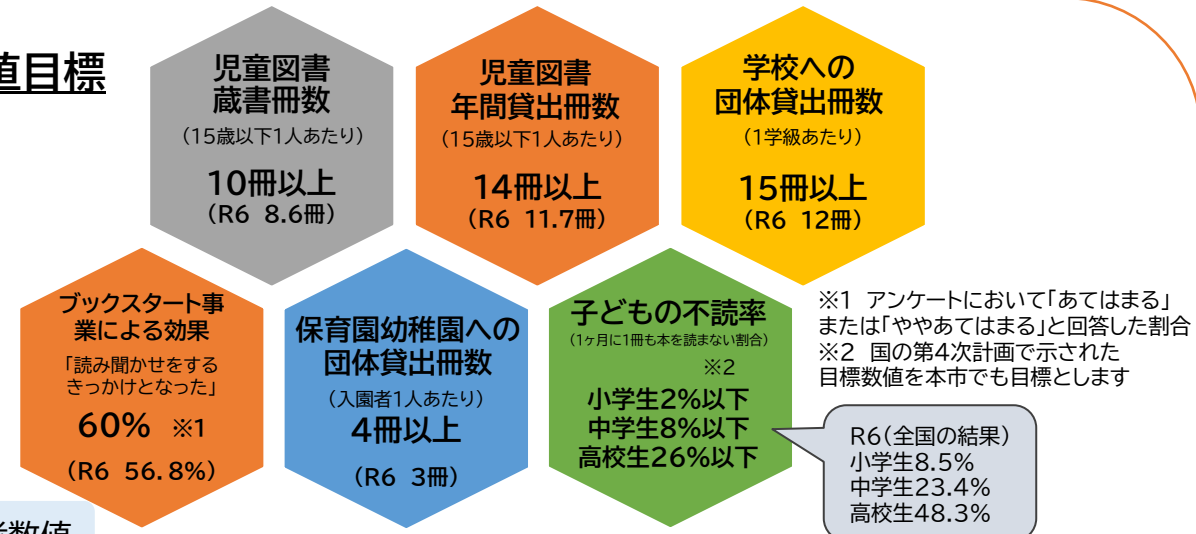 値目標
児童図書
蔵書冊数
(15歳以下1人あたり)
10冊以上
(R6 8.6冊)
児童図書
年間貸出冊数
(15歳以下1人あたり)
14冊以上
(R6 11.7冊)
学校への
団体貸出冊数
(1学級あたり)
15冊以上
(R6 12冊)
ブックスタート事
業による効果
「読み聞かせをする
きっかけとなった」
60% ※1
(R6 56.8%)
保育園幼稚園への
団体貸出冊数
(入園者1人あたり)
4冊以上
(R6 3冊)
子どもの不読率
(1ヶ月に1冊も本を読まない割合)
※2
小学生2%以下
中学生8%以下
高校生26%以下
※1 アンケートにおいて「あてはまる」
または「ややあてはまる」と回答した割合
※2 国の第4次計画で示された
目標数値を本市でも目標とします
R6(全国の結果)
小学生8.5%
中学生23.4%
高校生48.3%
数値